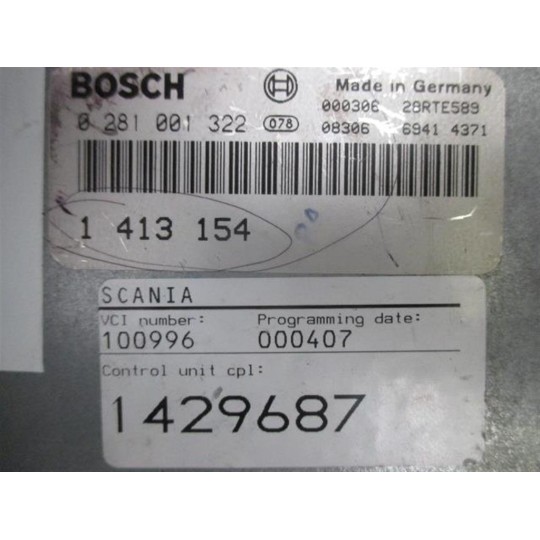 BOSCH Made in Germany
000306 28RTE589
0 281 001 322 078 08306 6941 4371
1 413 154
SCANIA
VCI number: Programming date:
100996 000407
Control unit cpl:
1429687